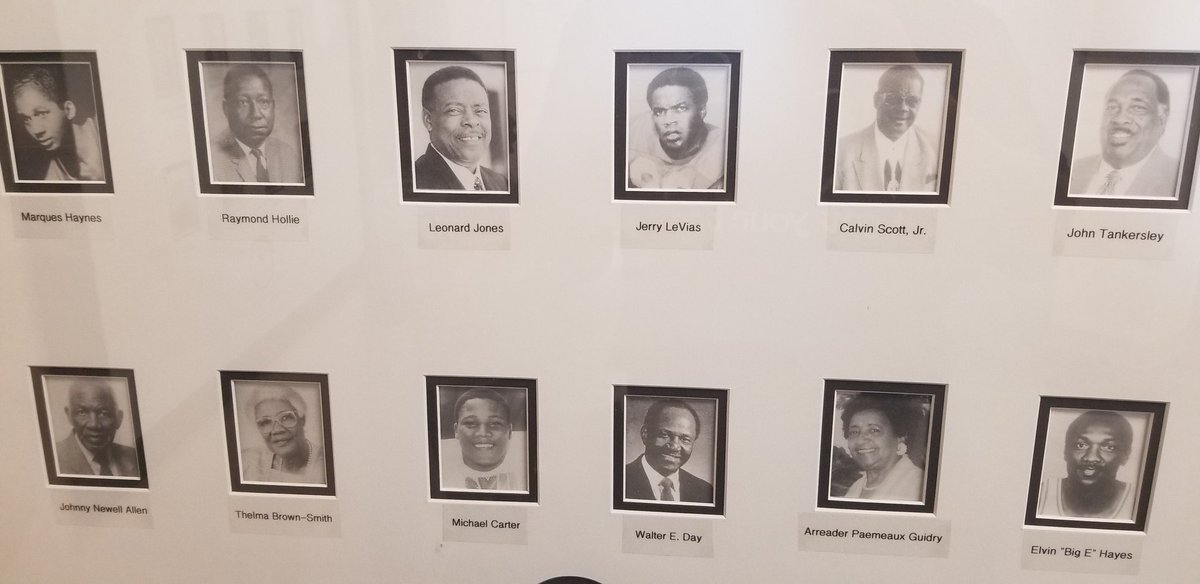 Marques Haynes
Raymond Hollie
Leonard Jones
Jerry LeVias
Calvin Scott, Jr.
John Tankersley
Johnny Newell Allen
Thelma Brown-Smith
Michael Carter
Walter E. Day
Arreader Paemeaux Guidry
Elvin "Big E" Hayes